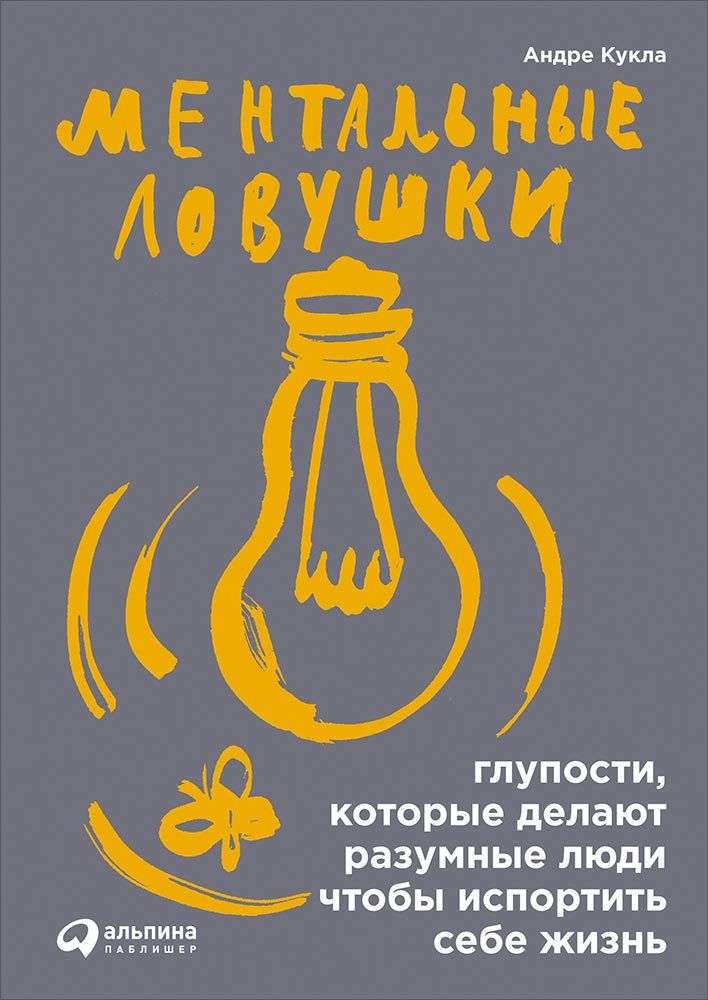 Андре Кукла
МЕНТАЛЬНЫЕ
ЛОВУШКИ
глупости,
которые делают
разумные люди
чтобы испортить
себе жизнь
альпина
ПАБЛИШЕР